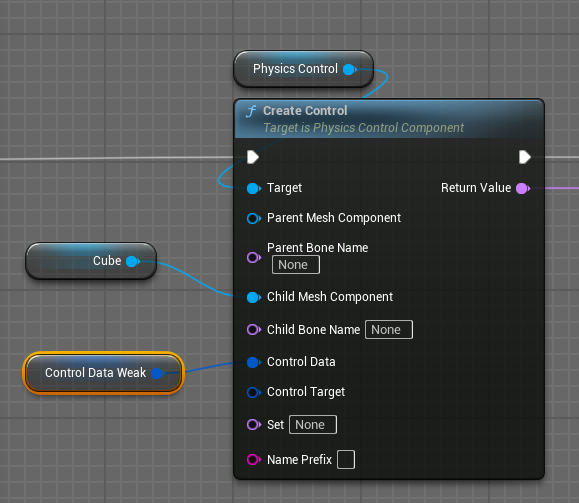 Physics Control
f Create Control
Target is Physics Control Component
Target
Return Value
Parent Mesh Component
Parent Bone Name
None
Cube
Child Mesh Component
Child Bone Name None
Control Data Weak
Control Data
Control Target
Set None
Name Prefix